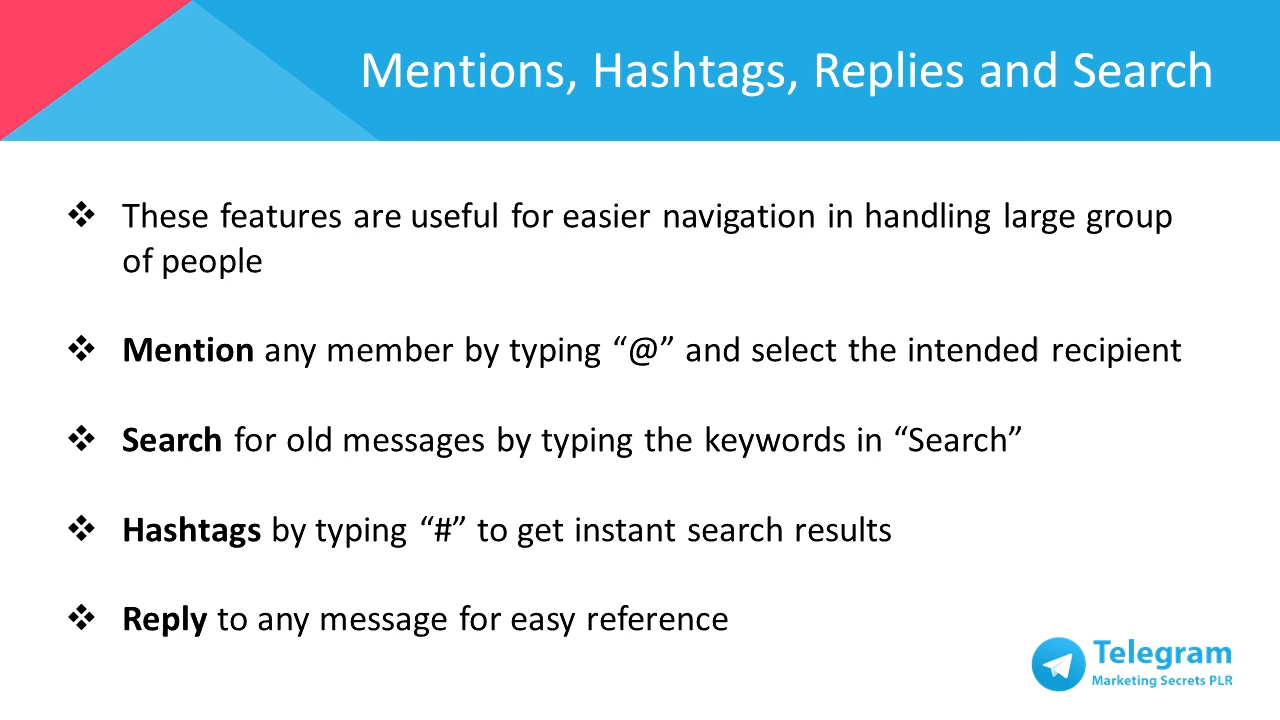 Mentions, Hashtags, Replies and Search
❖ These features are useful for easier navigation in handling large group
of people
❖ Mention any member by typing “@” and select the intended recipient
❖ Search for old messages by typing the keywords in “Search”
❖ Hashtags by typing “#” to get instant search results
❖ Reply to any message for easy reference
Telegram
Marketing Secrets PLR